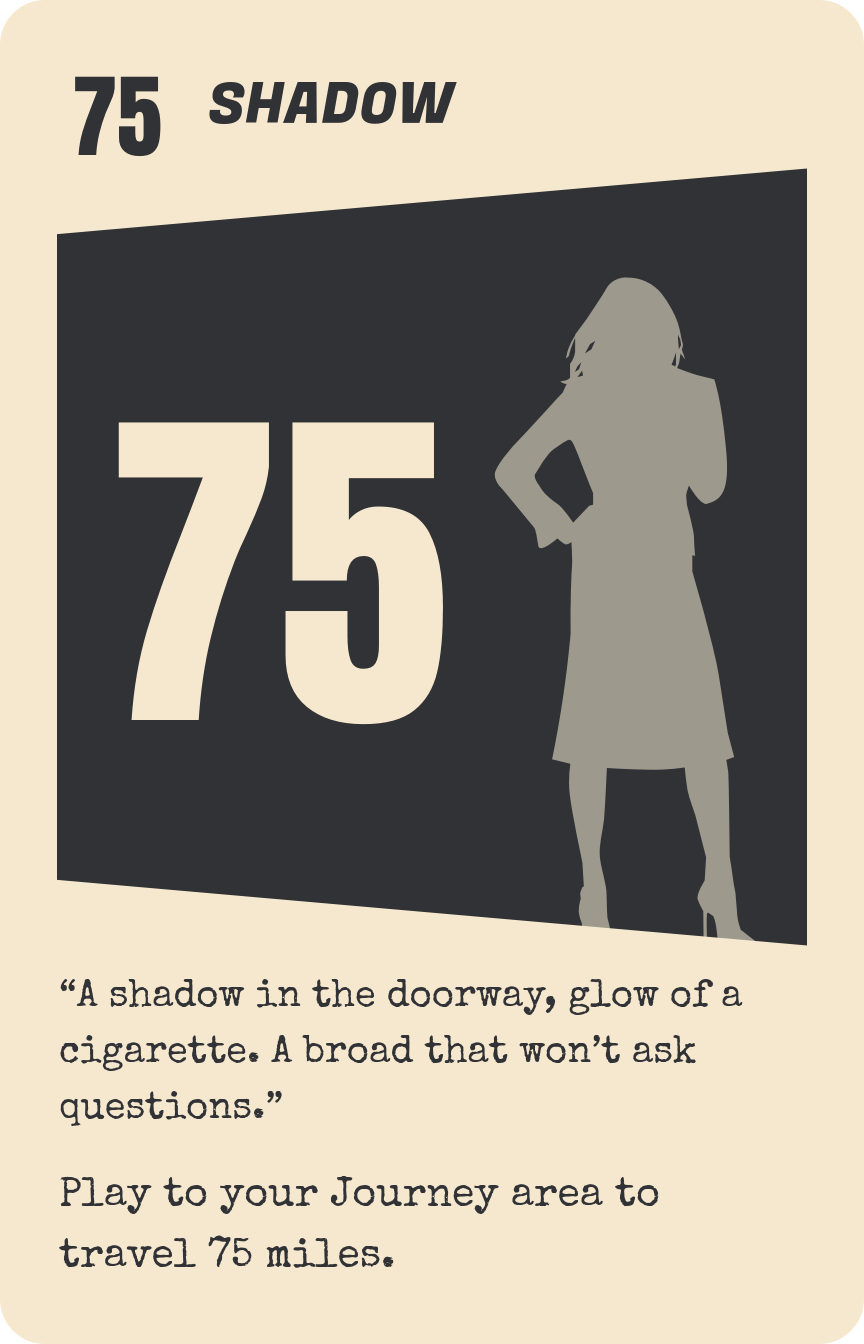 75 SHADOW
75
“A shadow in the doorway, glow of a
cigarette. A broad that won’t ask
questions.”
Play to your Journey area to
travel 75 miles.